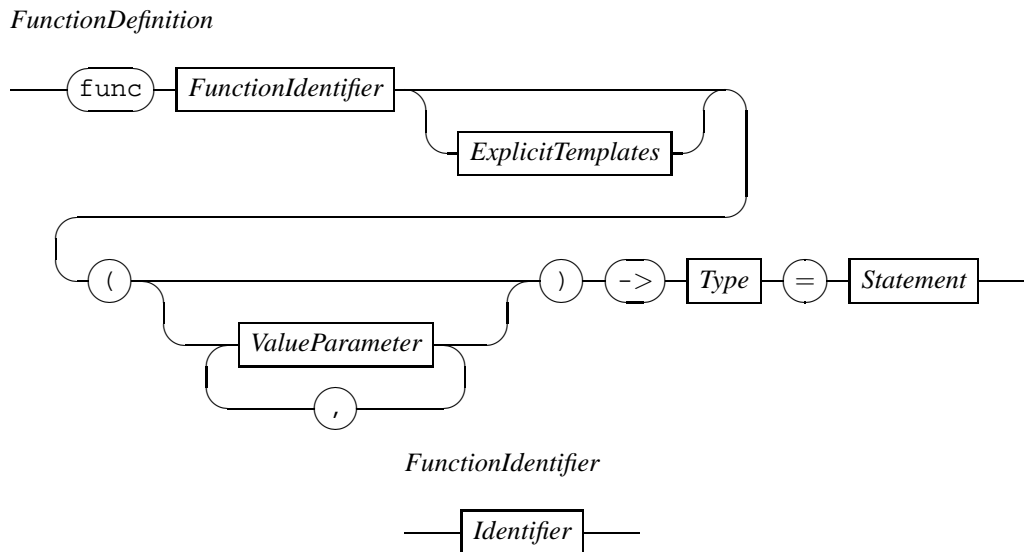 FunctionDefinition
func FunctionIdentifier
ExplicitTemplates
( ) -> Type = Statement
ValueParameter
,
FunctionIdentifier
Identifier